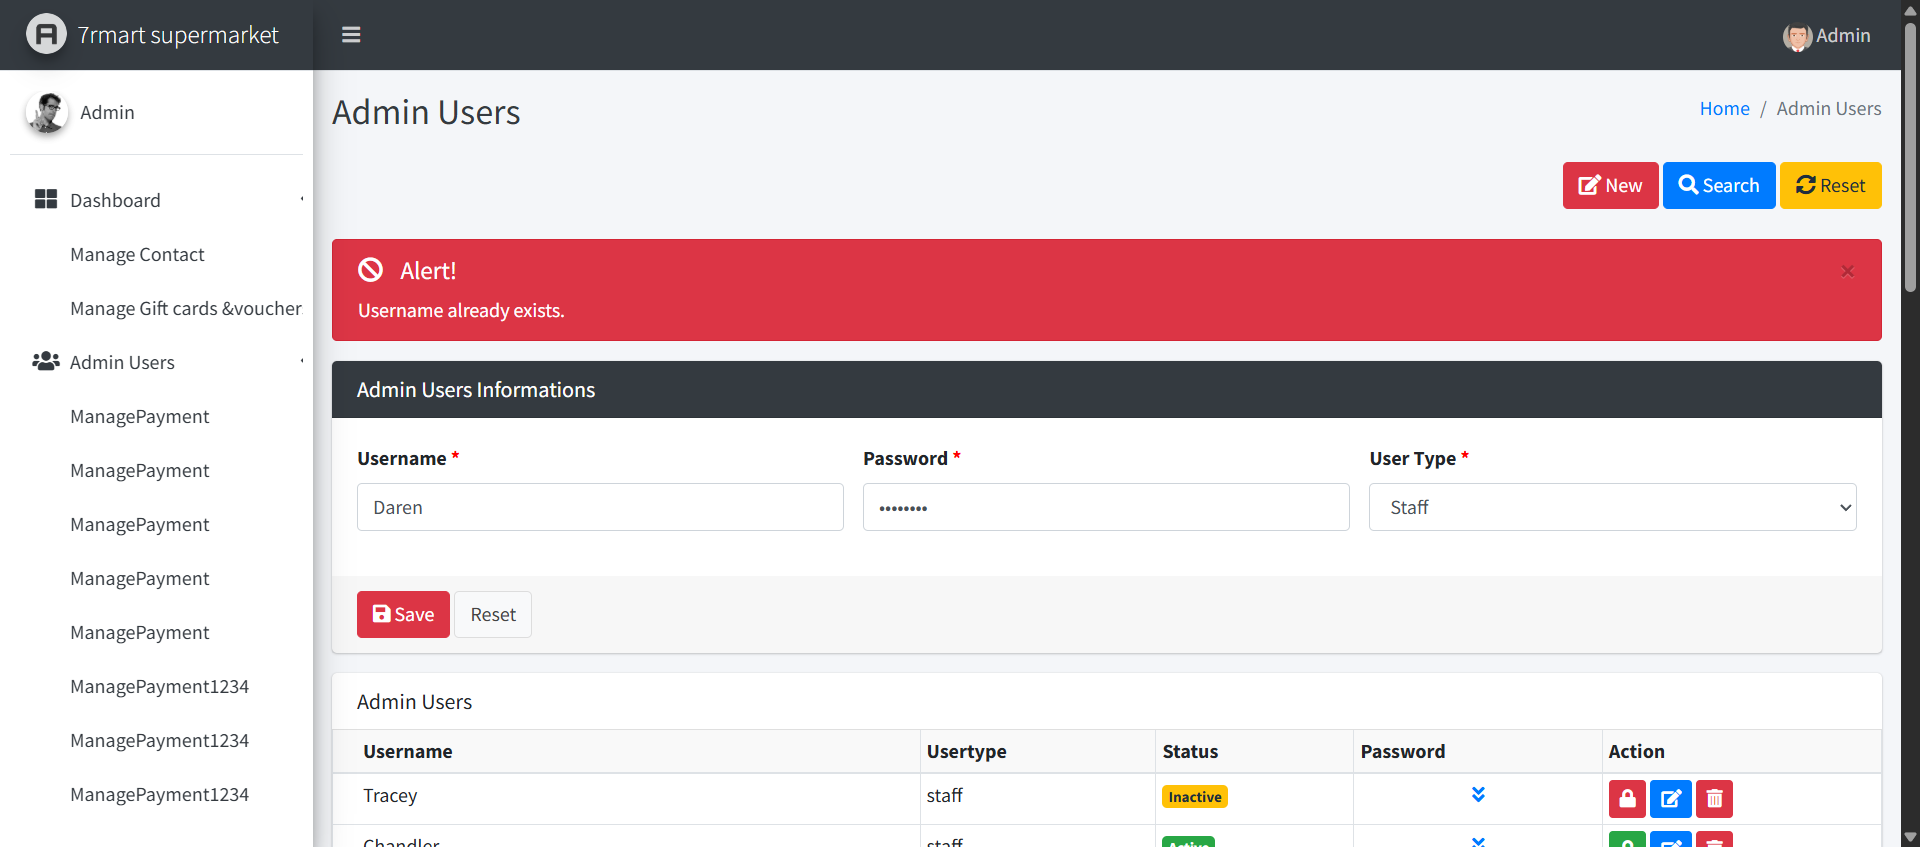 7rmart supermarket
Admin
Admin
Admin Users
Home / Admin Users
Dashboard
Manage Contact
Manage Gift cards &voucher
Admin Users
ManagePayment
ManagePayment
ManagePayment
ManagePayment
ManagePayment
ManagePayment1234
ManagePayment1234
ManagePayment1234
New Search Reset
Alert!
×
Username already exists.
Admin Users Informations
Username * Password * User Type *
Daren •••••••• Staff
Save Reset
Admin Users
Username Usertype Status Password Action
Tracey staff Inactive
Chandler staff Active